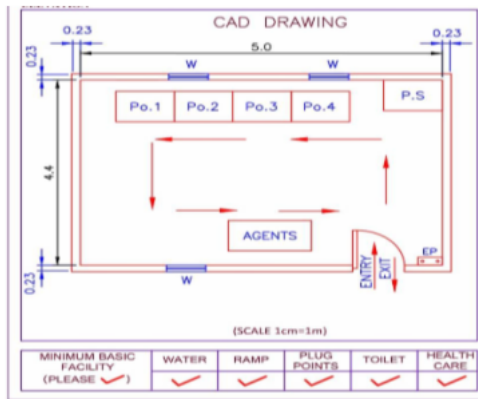 CAD DRAWING
0.23
5.0
0.23
0.23
W
W
Po.1 Po.2 Po.3 Po.4
P.S
4.4
AGENTS
EP
ENTRY
EXIT
0.23
W
(SCALE 1cm=1m)
MINIMUM BASIC FACILITY (PLEASE ✓)
WATER
RAMP
PLUG POINTS
TOILET
HEALTH CARE
✓ ✓ ✓ ✓ ✓